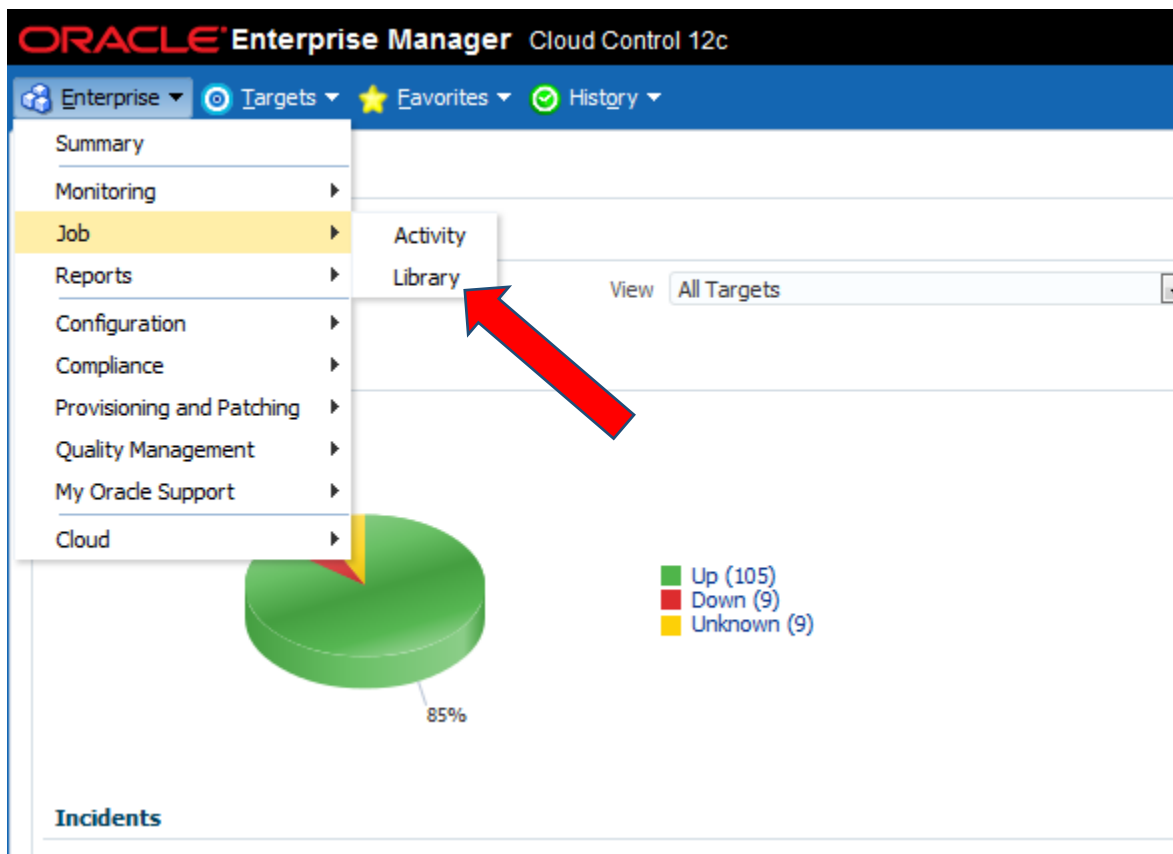 ORACLE Enterprise Manager Cloud Control 12c
Enterprise Targets Favorites History
Summary
Monitoring
Job
Activity
Library
Reports
View All Targets
Configuration
Compliance
Provisioning and Patching
Quality Management
My Oracle Support
Cloud
Up (105)
Down (9)
Unknown (9)
85%
Incidents